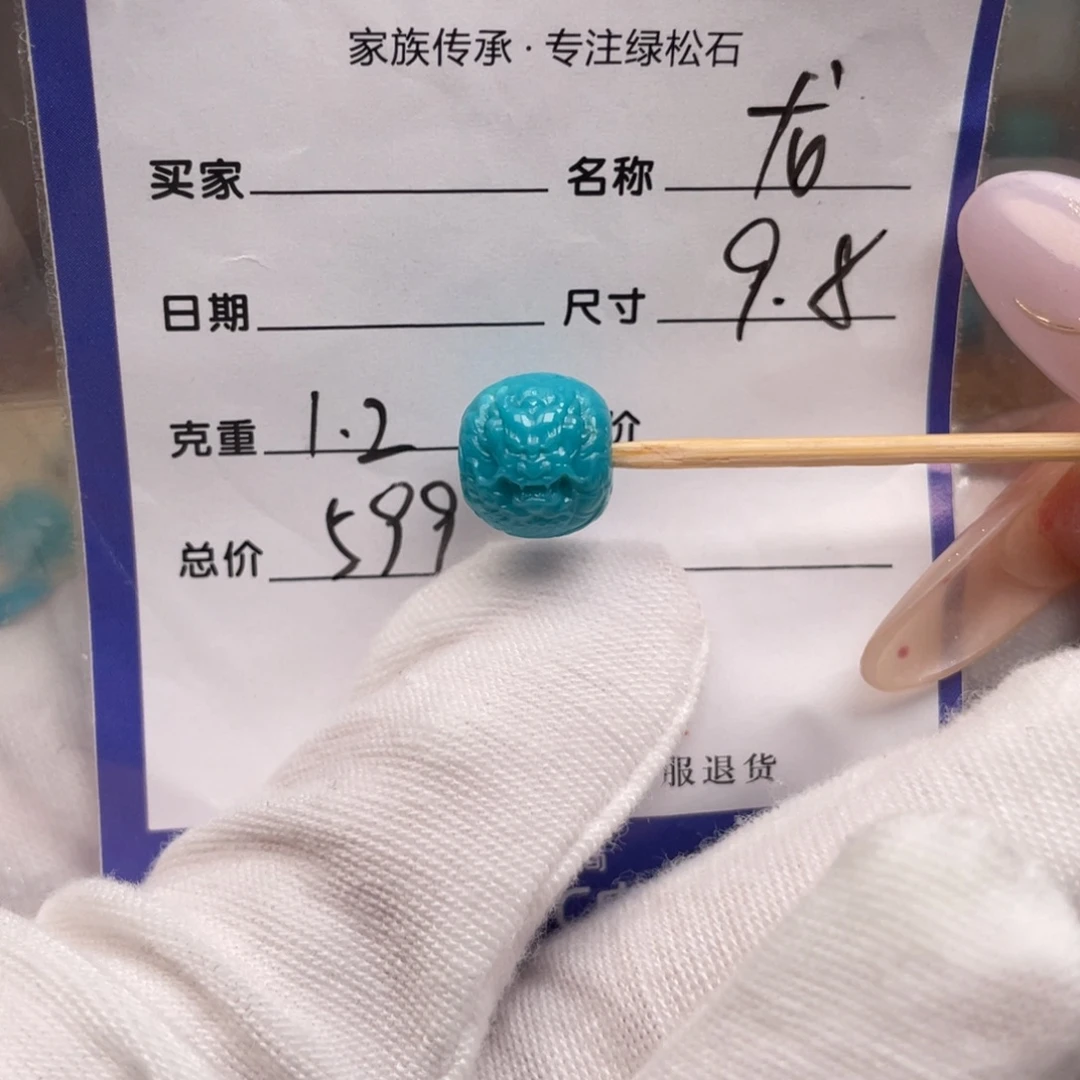 家族传承·专注绿松石
买家 名称 龙
日期 尺寸 9.8
克重 1.2 价
总价 599
服退货